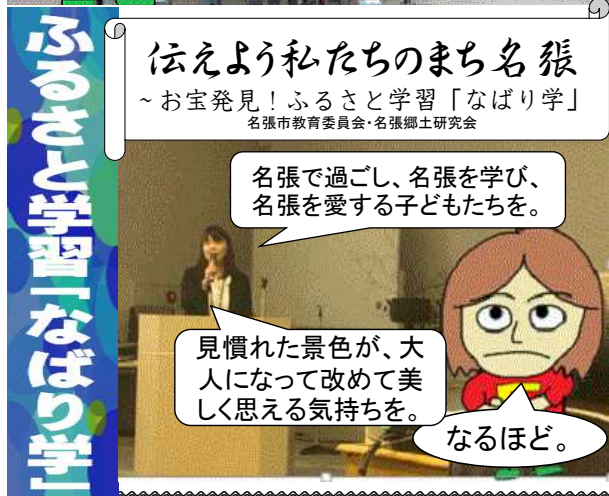 ふるさと学習「なばり学」
伝えよう私たちのまち名張
~お宝発見！ふるさと学習「なばり学」
名張市教育委員会・名張郷土研究会
名張で過ごし、名張を学び、
名張を愛する子どもたちを。
見慣れた景色が、大
人になって改めて美
しく思える気持ちを。
なるほど。